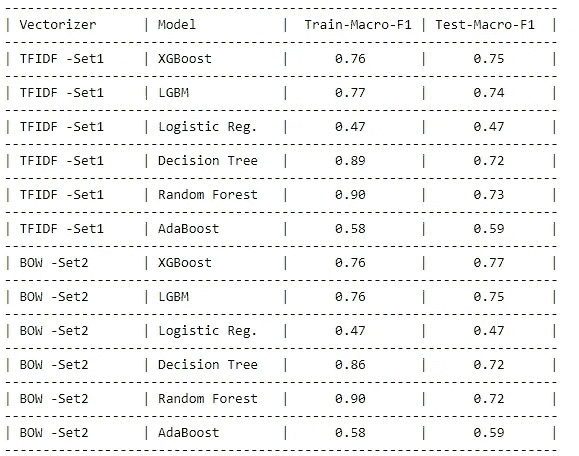 | Vectorizer | Model | Train-Macro-F1 | Test-Macro-F1 |
| TFIDF -Set1 | XGBoost | 0.76 | 0.75 |
| TFIDF -Set1 | LGBM | 0.77 | 0.74 |
| TFIDF -Set1 | Logistic Reg. | 0.47 | 0.47 |
| TFIDF -Set1 | Decision Tree | 0.89 | 0.72 |
| TFIDF -Set1 | Random Forest | 0.90 | 0.73 |
| TFIDF -Set1 | AdaBoost | 0.58 | 0.59 |
| BOW -Set2 | XGBoost | 0.76 | 0.77 |
| BOW -Set2 | LGBM | 0.76 | 0.75 |
| BOW -Set2 | Logistic Reg. | 0.47 | 0.47 |
| BOW -Set2 | Decision Tree | 0.86 | 0.72 |
| BOW -Set2 | Random Forest | 0.90 | 0.72 |
| BOW -Set2 | AdaBoost | 0.58 | 0.59 |